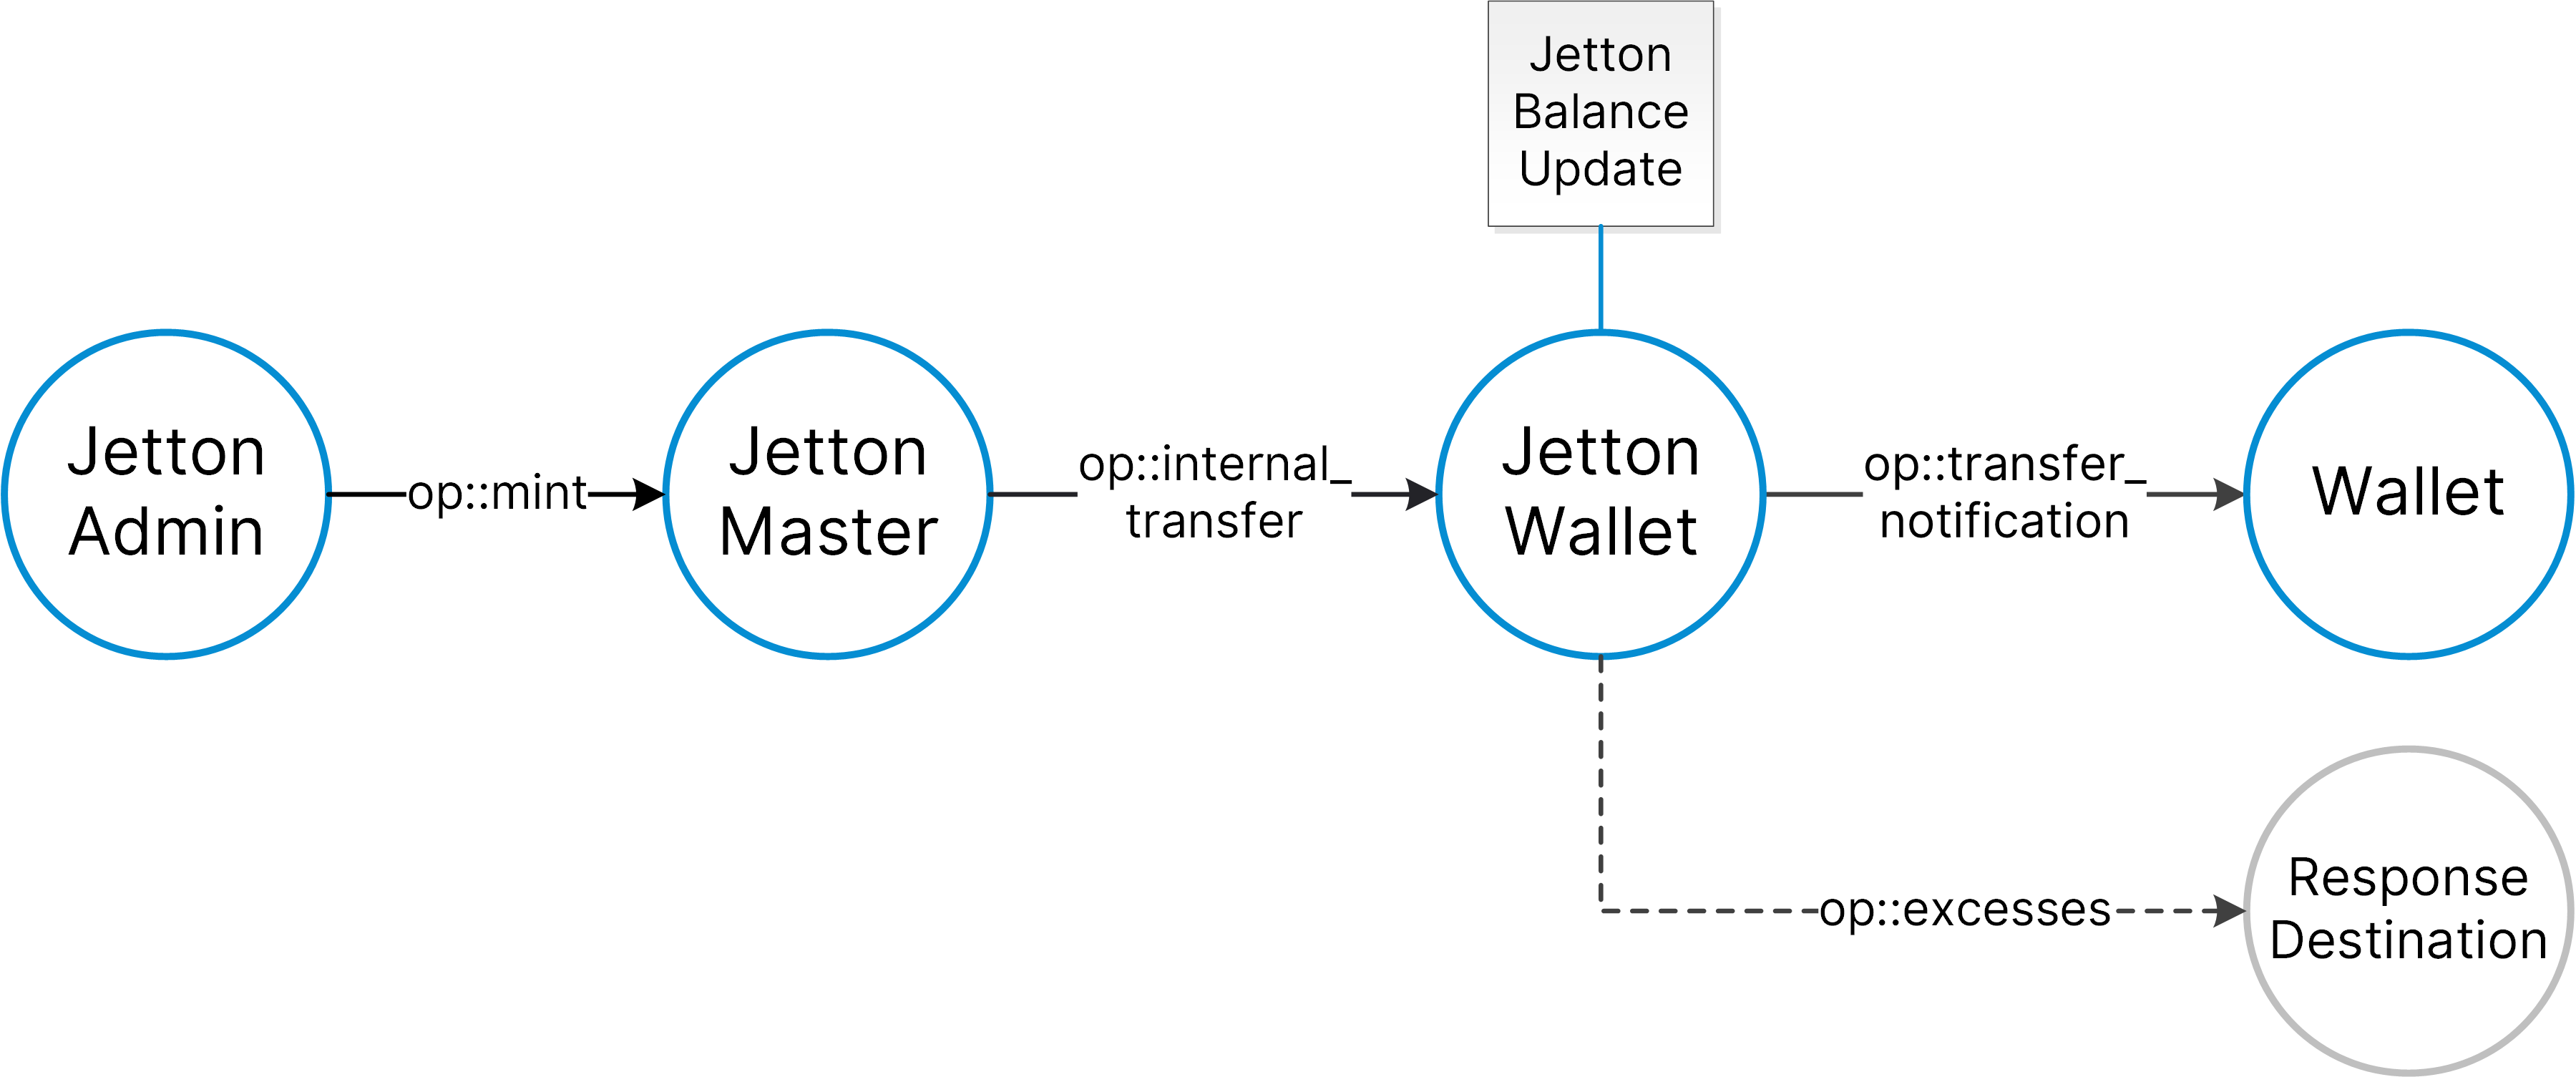 Jetton
Balance
Update
Jetton
Admin
op::mint
Jetton
Master
op::internal_
transfer
Jetton
Wallet
op::transfer_
notification
Wallet
op::excesses
Response
Destination